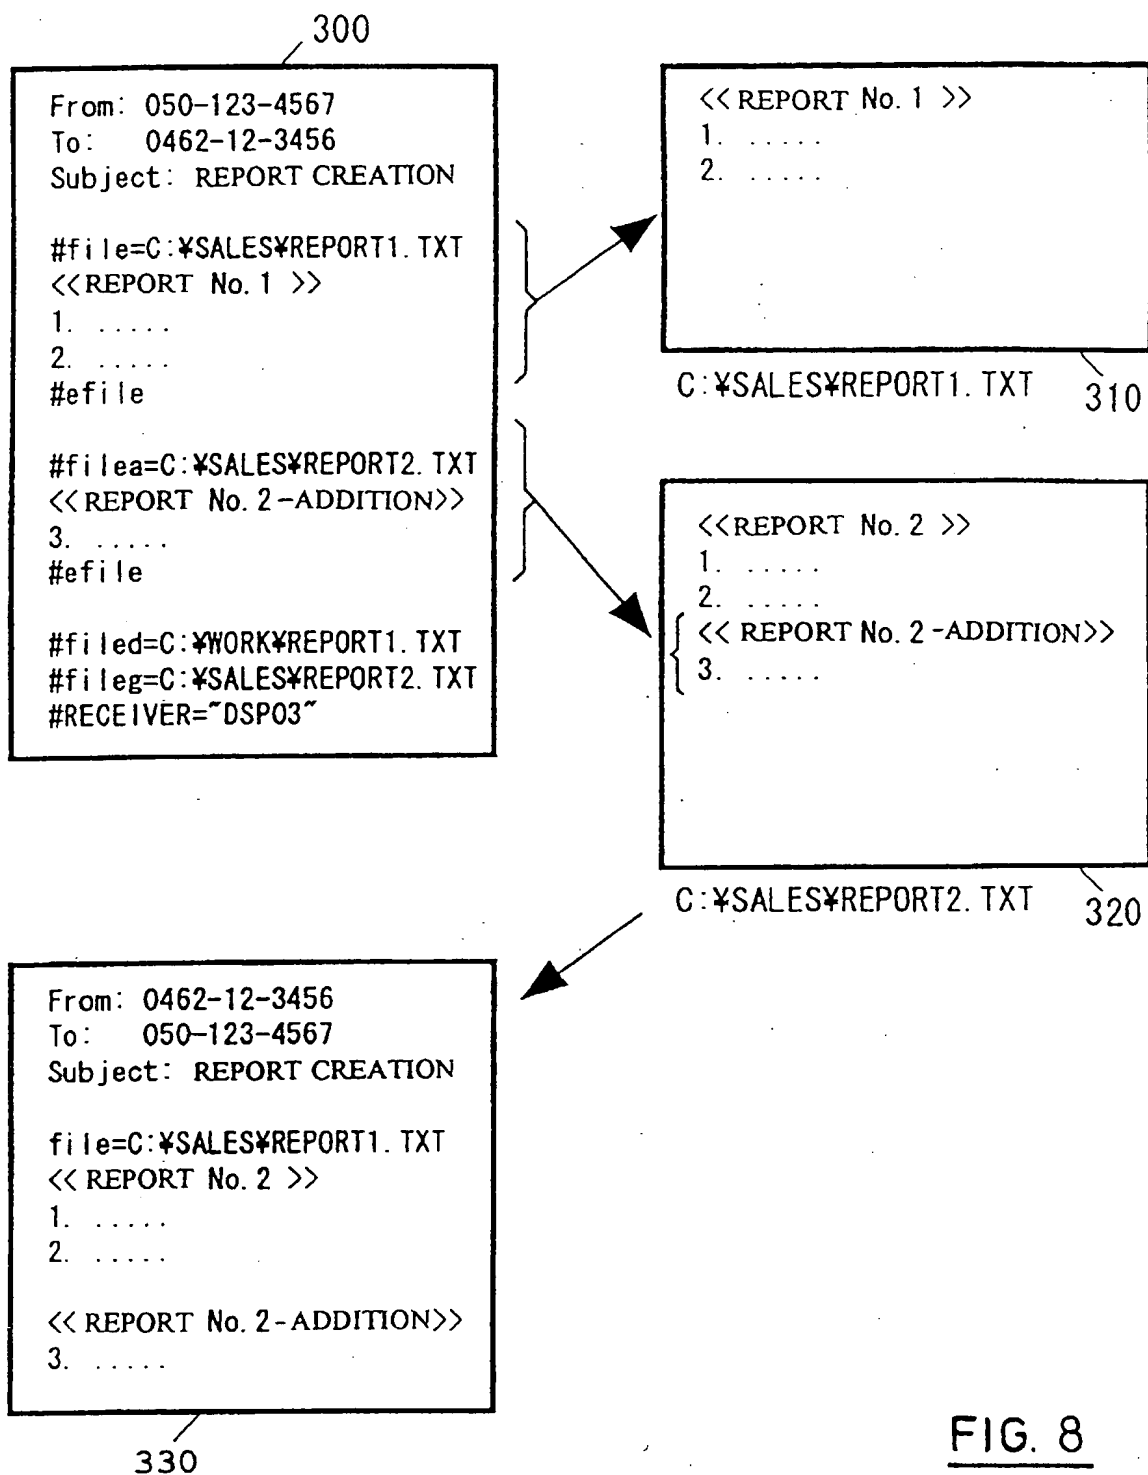 300
From: 050-123-4567
To: 0462-12-3456
Subject: REPORT CREATION
#file=C:¥SALES¥REPORT1.TXT
<<REPORT No.1 >>
1. .....
2. .....
#efile
#filea=C:¥SALES¥REPORT2.TXT
<<REPORT No.2-ADDITION>>
3. .....
#efile
#filed=C:¥WORK¥REPORT1.TXT
#fileg=C:¥SALES¥REPORT2.TXT
#RECEIVER=˝DSP03˝
<<REPORT No.1 >>
1. .....
2. .....
C:¥SALES¥REPORT1.TXT
310
<<REPORT No.2 >>
1. .....
2. .....
<< REPORT No.2-ADDITION>>
3. .....
C:¥SALES¥REPORT2.TXT
320
From: 0462-12-3456
To: 050-123-4567
Subject: REPORT CREATION
file=C:¥SALES¥REPORT1.TXT
<< REPORT No.2 >>
1. .....
2. .....
<< REPORT No.2-ADDITION>>
3. .....
330
FIG. 8